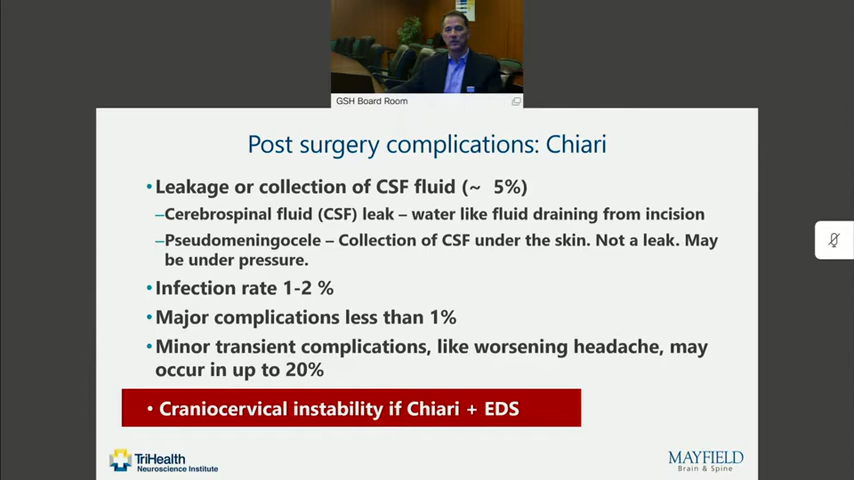 GSH Board Room
Post surgery complications: Chiari
•Leakage or collection of CSF fluid (~ 5%)
–Cerebrospinal fluid (CSF) leak – water like fluid draining from incision
–Pseudomeningocele – Collection of CSF under the skin. Not a leak. May
be under pressure.
•Infection rate 1-2 %
•Major complications less than 1%
•Minor transient complications, like worsening headache, may
occur in up to 20%
• Craniocervical instability if Chiari + EDS
TriHealth
Neuroscience Institute
MAYFIELD
Brain & Spine